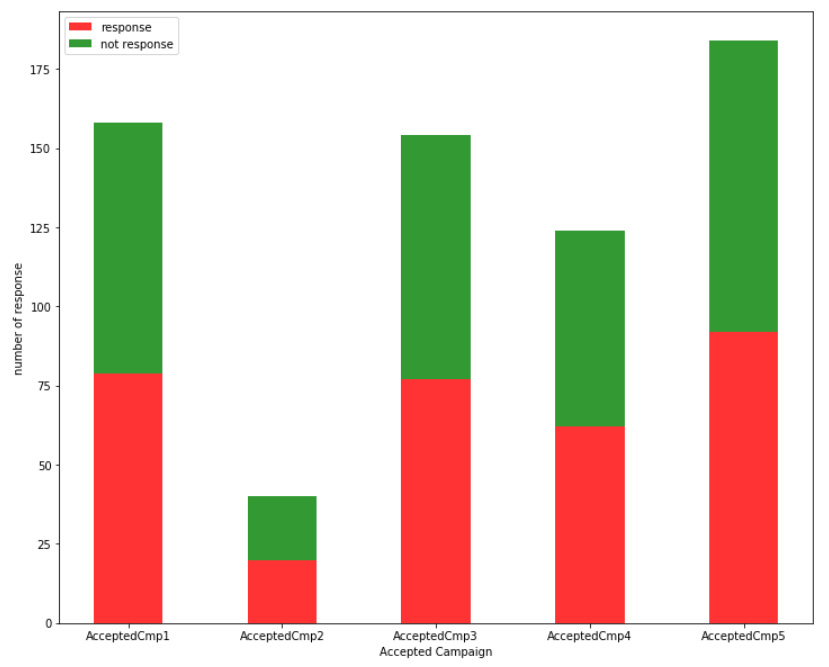 response
not response
175
150
125
100
75
50
25
0
number of response
AcceptedCmp1 AcceptedCmp2 AcceptedCmp3 AcceptedCmp4 AcceptedCmp5
Accepted Campaign